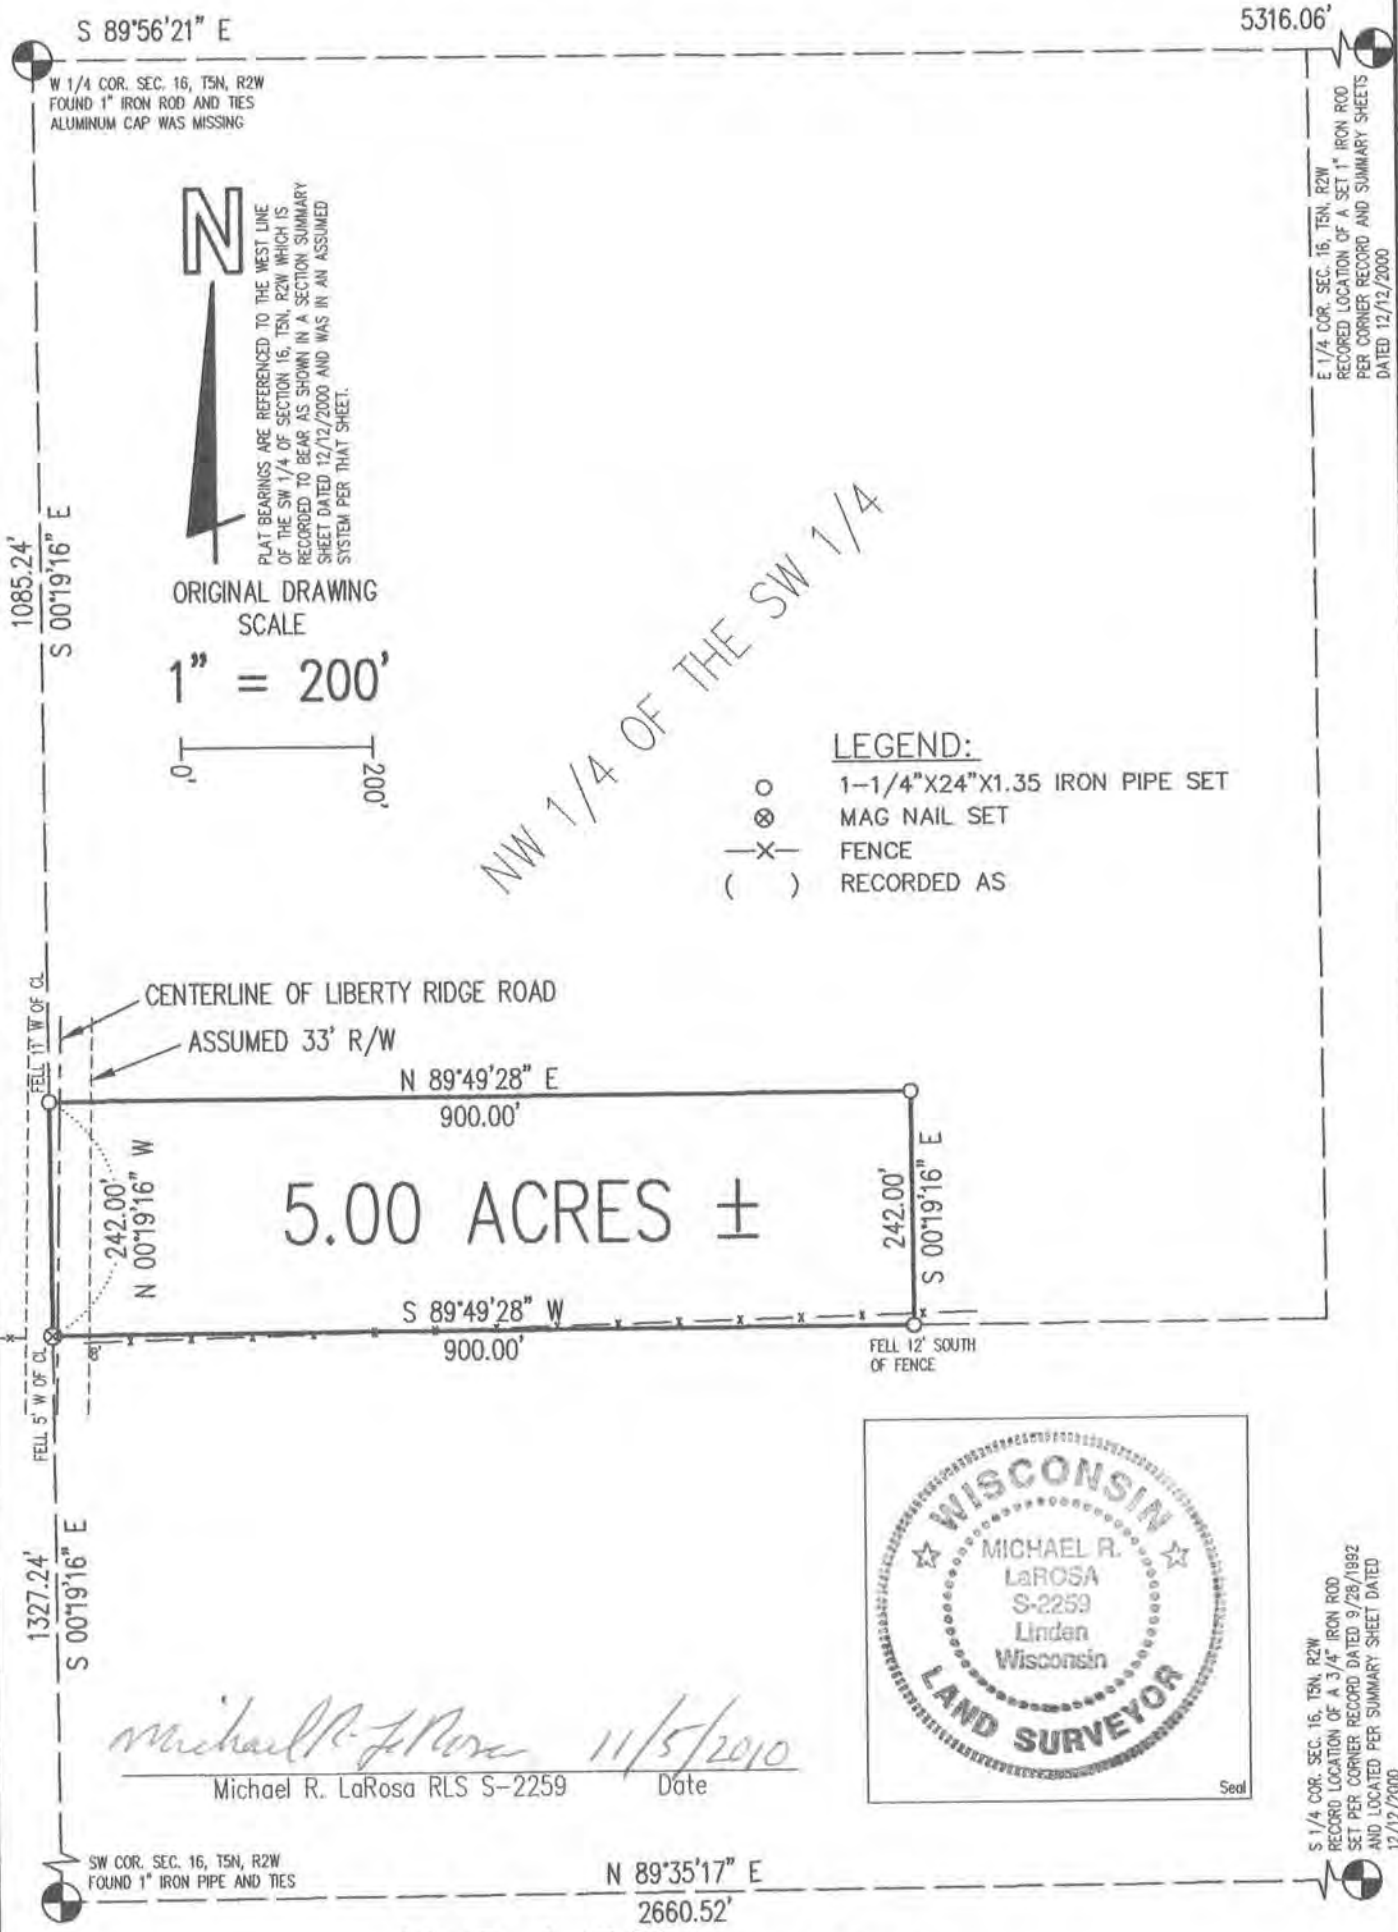 S 89°56'21" E
5316.06'
W 1/4 COR. SEC. 16, T5N, R2W
FOUND 1" IRON ROD AND TIES
ALUMINUM CAP WAS MISSING
E 1/4 COR. SEC. 16, T5N, R2W
RECORED LOCATION OF A SET 1" IRON ROD
PER CORNER RECORD AND SUMMARY SHEETS
DATED 12/12/2000
N
PLAT BEARINGS ARE REFERENCED TO THE WEST LINE
OF THE SW 1/4 OF SECTION 16, T5N, R2W WHICH IS
RECORDED TO BEAR AS SHOWN IN A SECTION SUMMARY
SHEET DATED 12/12/2000 AND WAS IN AN ASSUMED
SYSTEM PER THAT SHEET.
1085.24'
S 00°19'16" E
ORIGINAL DRAWING
SCALE
1" = 200'
0'
200'
NW 1/4 OF THE SW 1/4
LEGEND:
1-1/4"X24"X1.35 IRON PIPE SET
MAG NAIL SET
—X— FENCE
( ) RECORDED AS
FELL 11' W OF CL
CENTERLINE OF LIBERTY RIDGE ROAD
ASSUMED 33' R/W
N 89°49'28" E
900.00'
242.00'
N 00°19'16" W
5.00 ACRES ±
242.00'
S 00°19'16" E
S 89°49'28" W
900.00'
FELL 12' SOUTH
OF FENCE
FELL 5' W OF CL
1327.24'
S 00°19'16" E
WISCONSIN
MICHAEL R.
LaROSA
S-2259
Linden
Wisconsin
LAND SURVEYOR
Seal
Michael R. LaRosa 11/5/2010
Michael R. LaRosa RLS S-2259 Date
S 1/4 COR. SEC. 16, T5N, R2W
RECORD LOCATION OF A 3/4" IRON ROD
SET PER CORNER RECORD DATED 9/28/1992
AND LOCATED PER SUMMARY SHEET DATED
12/12/2000
SW COR. SEC. 16, T5N, R2W
FOUND 1" IRON PIPE AND TIES
N 89°35'17" E
2660.52'